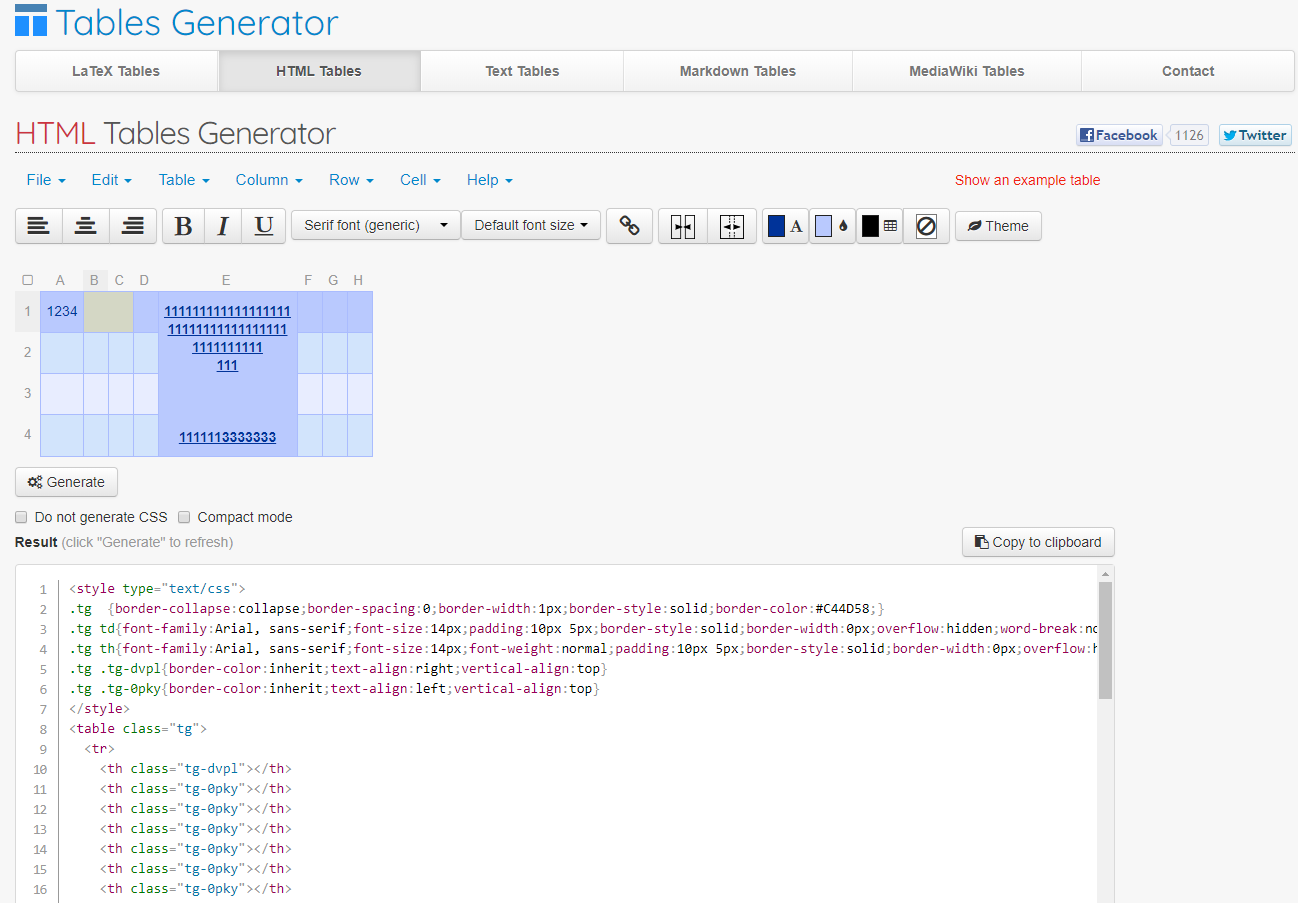 Tables Generator
LaTeX Tables HTML Tables Text Tables Markdown Tables MediaWiki Tables Contact
HTML Tables Generator
Facebook 1126 Twitter
File Edit Table Column Row Cell Help Show an example table
B I U Serif font (generic) Default font size A Theme
A B C D E F G H
1 1234 111111111111111111
11111111111111111
2 1111111111
111
3
4 1111113333333
Generate
Do not generate CSS Compact mode
Result (click "Generate" to refresh) Copy to clipboard
1 <style type="text/css">
2 .tg  {border-collapse:collapse;border-spacing:0;border-width:1px;border-style:solid;border-color:#C44D58;}
3 .tg td{font-family:Arial, sans-serif;font-size:14px;padding:10px 5px;border-style:solid;border-width:0px;overflow:hidden;word-break:no
4 .tg th{font-family:Arial, sans-serif;font-size:14px;font-weight:normal;padding:10px 5px;border-style:solid;border-width:0px;overflow:h
5 .tg .tg-dvpl{border-color:inherit;text-align:right;vertical-align:top}
6 .tg .tg-0pky{border-color:inherit;text-align:left;vertical-align:top}
7 </style>
8 <table class="tg">
9 <tr>
10 <th class="tg-dvpl"></th>
11 <th class="tg-0pky"></th>
12 <th class="tg-0pky"></th>
13 <th class="tg-0pky"></th>
14 <th class="tg-0pky"></th>
15 <th class="tg-0pky"></th>
16 <th class="tg-0pky"></th>